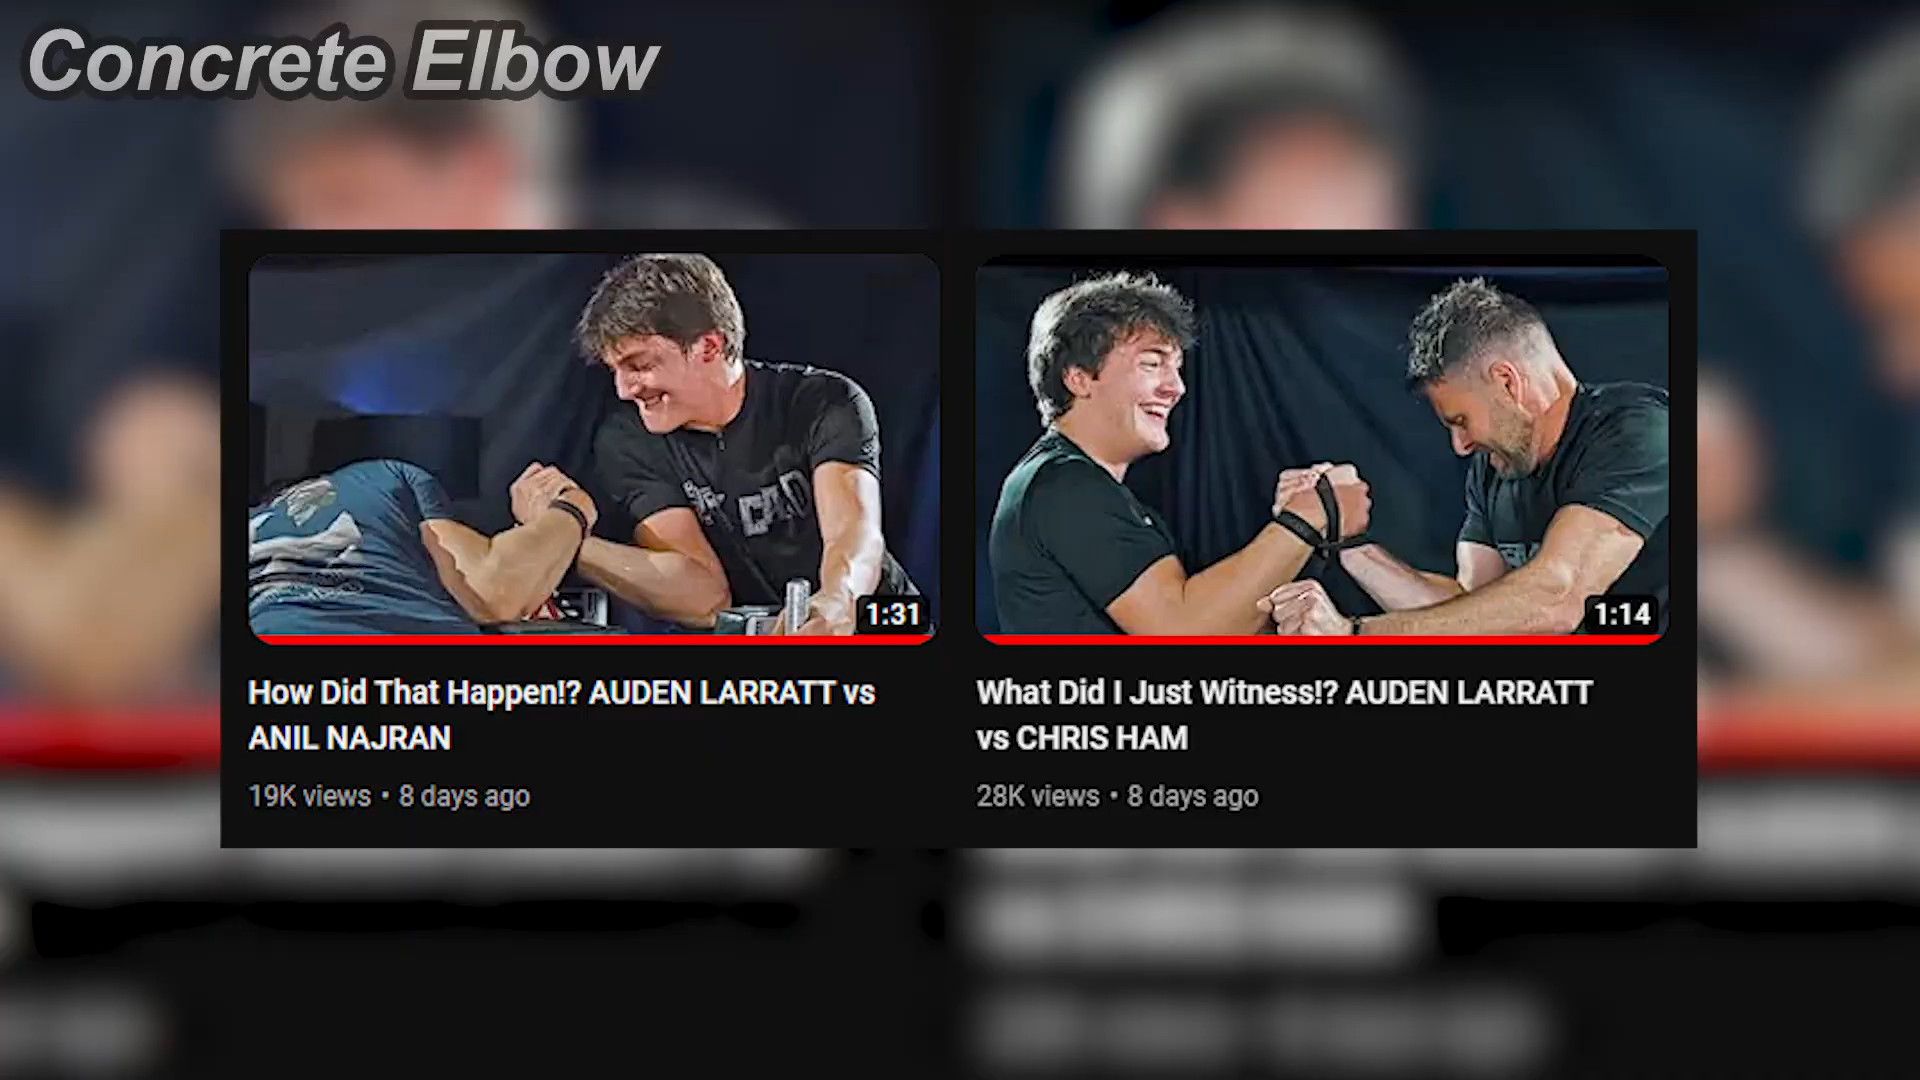 Concrete Elbow
1:31
1:14
How Did That Happen!? AUDEN LARRATT vs
ANIL NAJRAN
19K views • 8 days ago
What Did I Just Witness!? AUDEN LARRATT
vs CHRIS HAM
28K views • 8 days ago